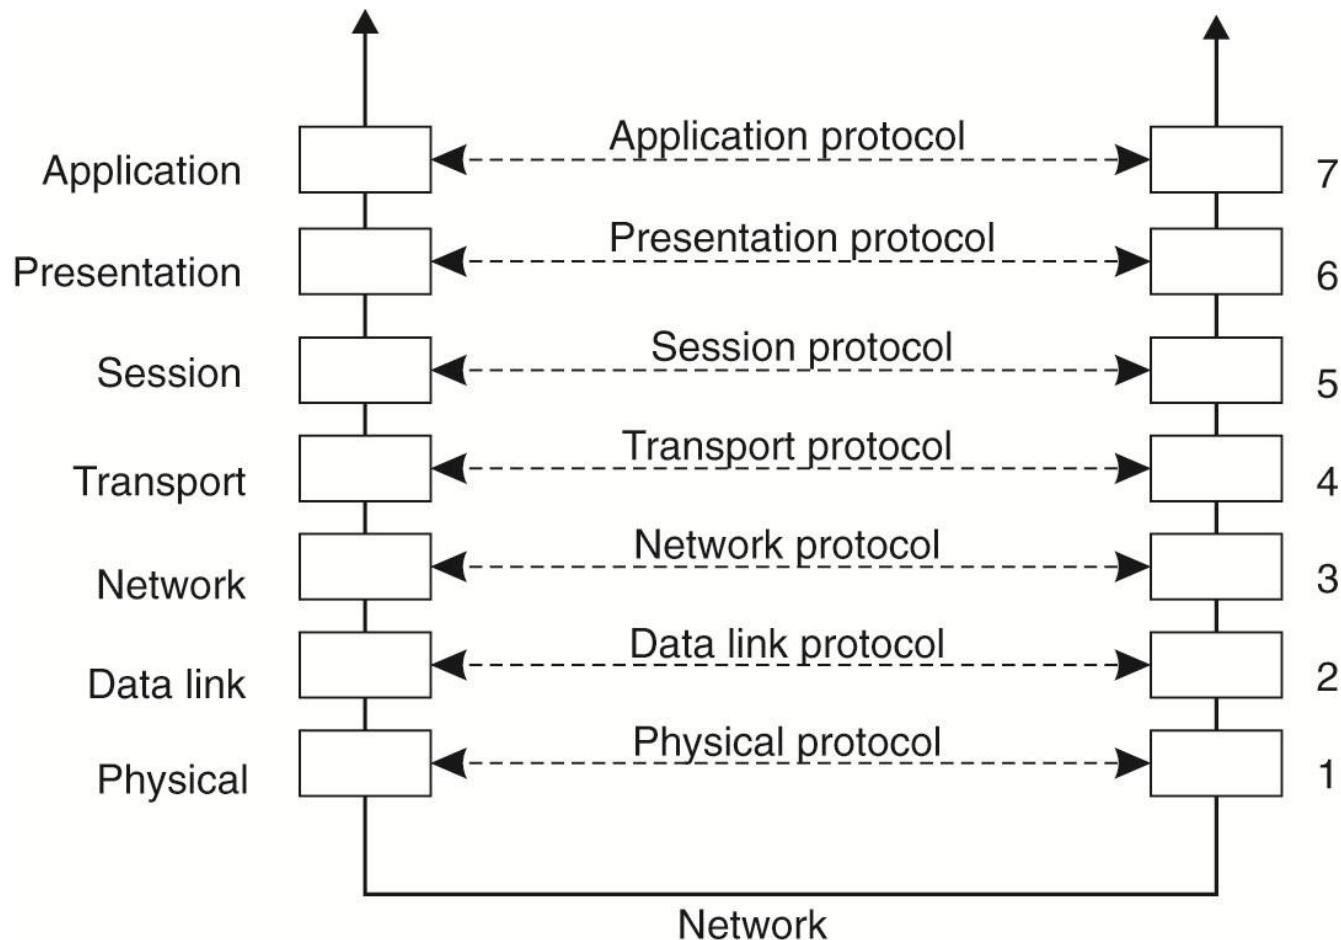 Application protocol
Application
7
Presentation protocol
Presentation
6
Session protocol
Session
5
Transport protocol
Transport
4
Network protocol
Network
3
Data link protocol
Data link
2
Physical protocol
Physical
1
Network